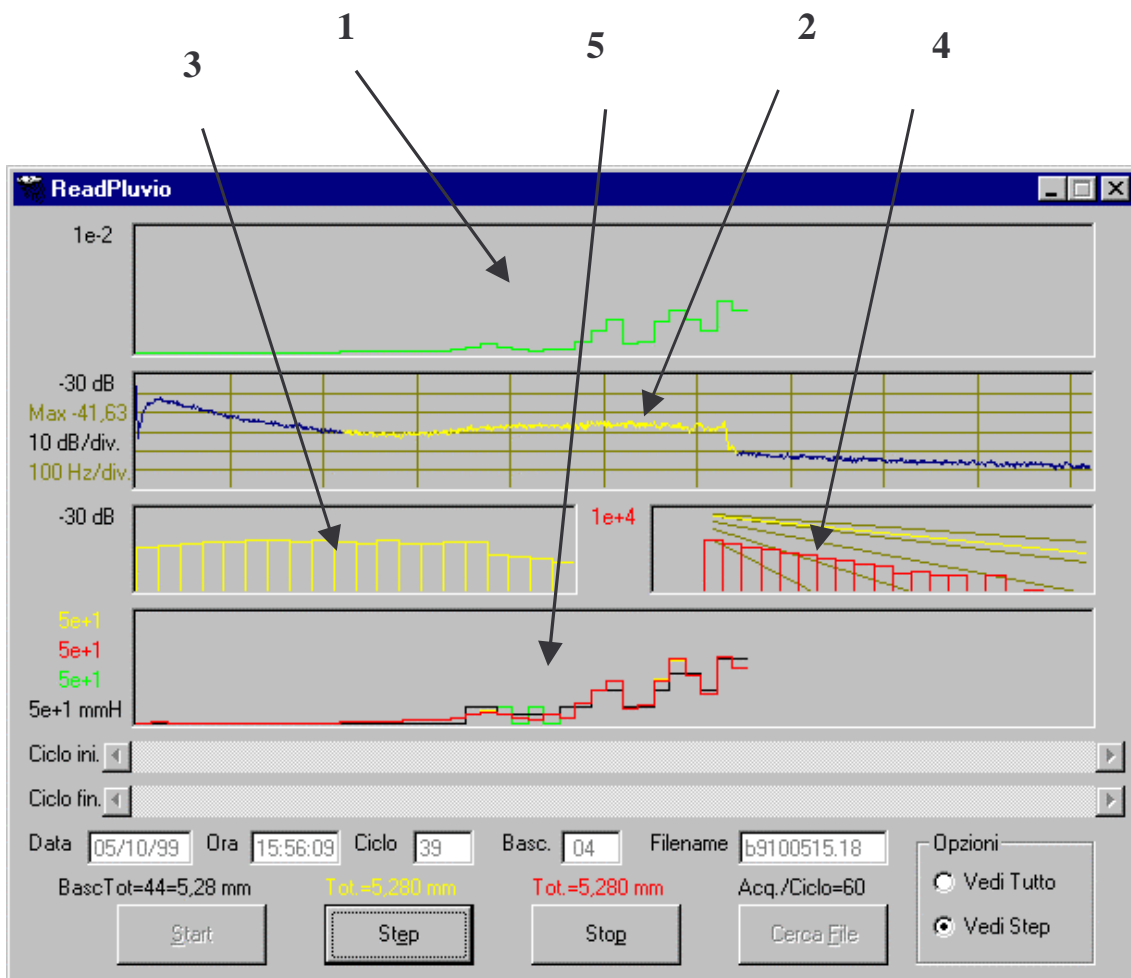 1 5 2
3 4
ReadPluvio
1e-2
-30 dB
Max -41,63
10 dB/div.
100 Hz/div.
-30 dB 1e+4
5e+1
5e+1
5e+1
5e+1 mmH
Ciclo ini.
Ciclo fin.
Data 05/10/99 Ora 15:56:09 Ciclo 39 Basc. 04 Filename b9100515.18 Opzioni
BascTot=44=5,28 mm Tot.=5,280 mm Tot.=5,280 mm Acq./Ciclo=60 Vedi Tutto
Start Step Stop Cerca File Vedi Step